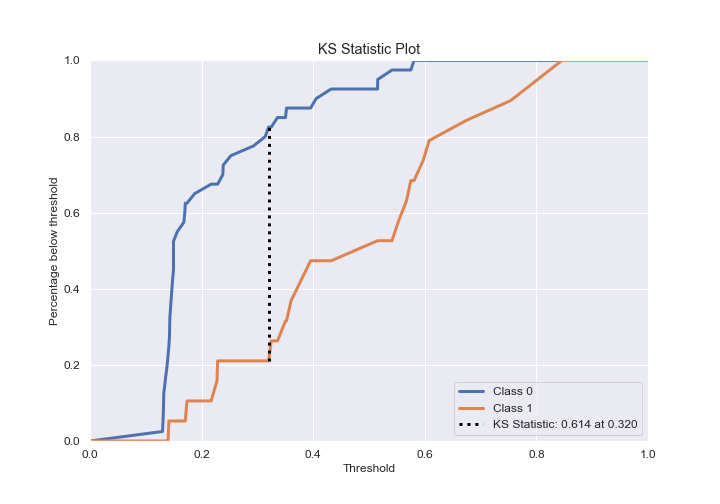 KS Statistic Plot
1.0
0.8
0.6
0.4
0.2
0.0
Percentage below threshold
0.0 0.2 0.4 0.6 0.8 1.0
Threshold
Class 0
Class 1
KS Statistic: 0.614 at 0.320